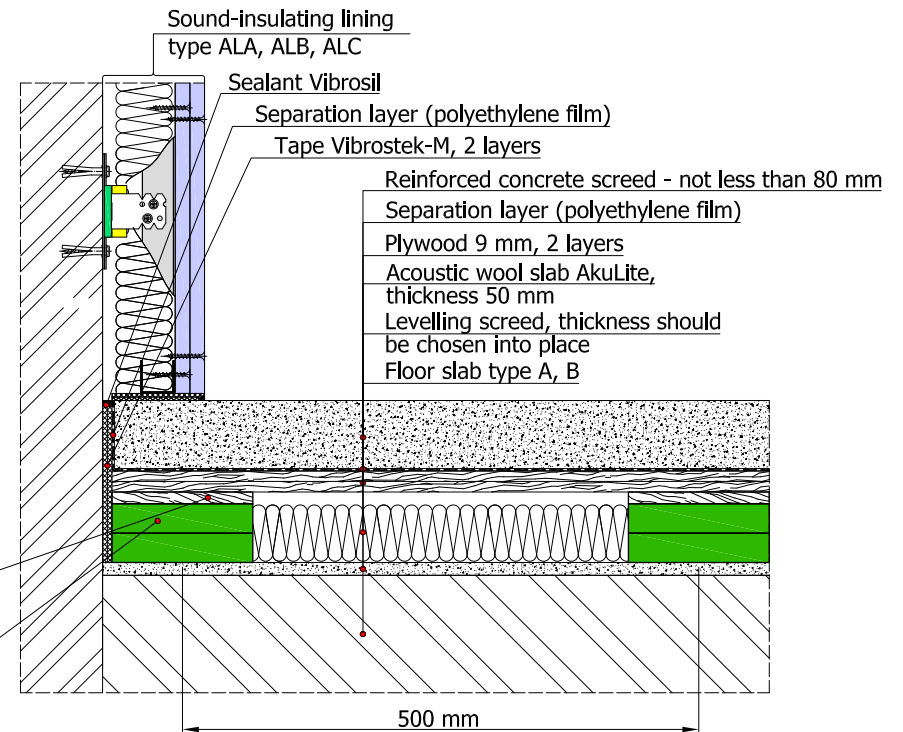 Sound-insulating lining
type ALA, ALB, ALC
Sealant Vibrosil
Separation layer (polyethylene film)
Tape Vibrostek-M, 2 layers
Reinforced concrete screed - not less than 80 mm
Separation layer (polyethylene film)
Plywood 9 mm, 2 layers
Acoustic wool slab AkuLite,
thickness 50 mm
Levelling screed, thickness should
be chosen into place
Floor slab type A, B
500 mm